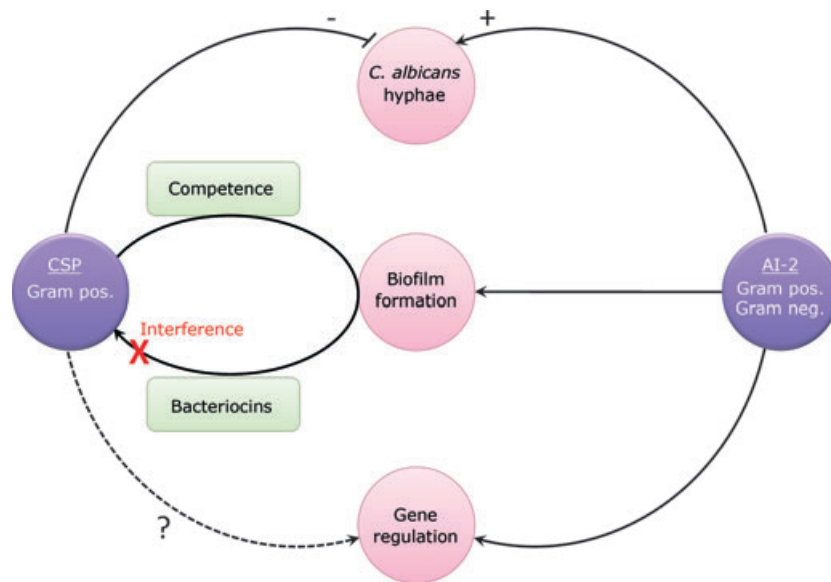 -
+
C. albicans
hyphae
Competence
CSP
Gram pos.
Interference
X
Biofilm
formation
AI-2
Gram pos.
Gram neg.
Bacteriocins
?
Gene
regulation